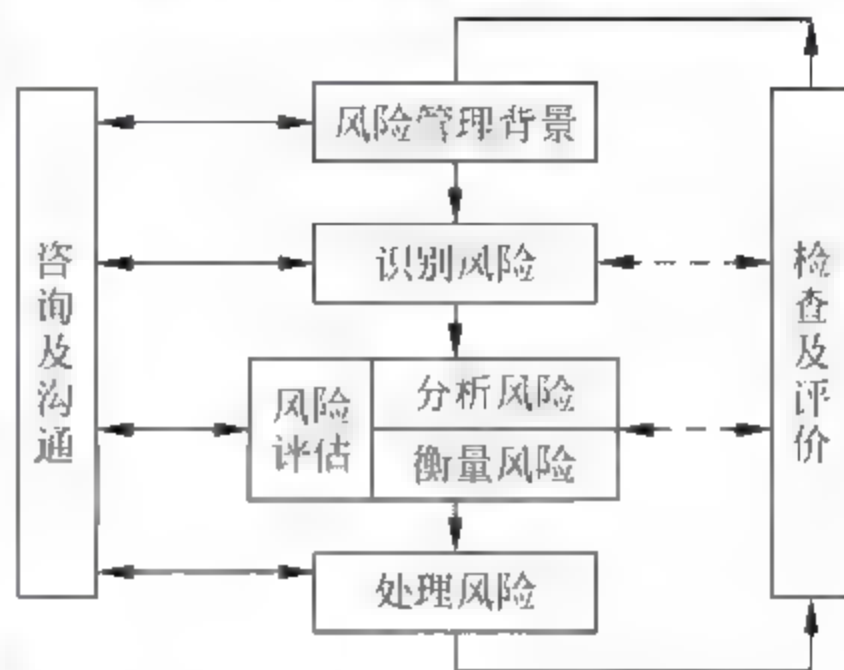 风险管理背景
咨询及沟通
识别风险
检查及评价
风险
评估
分析风险
衡量风险
处理风险